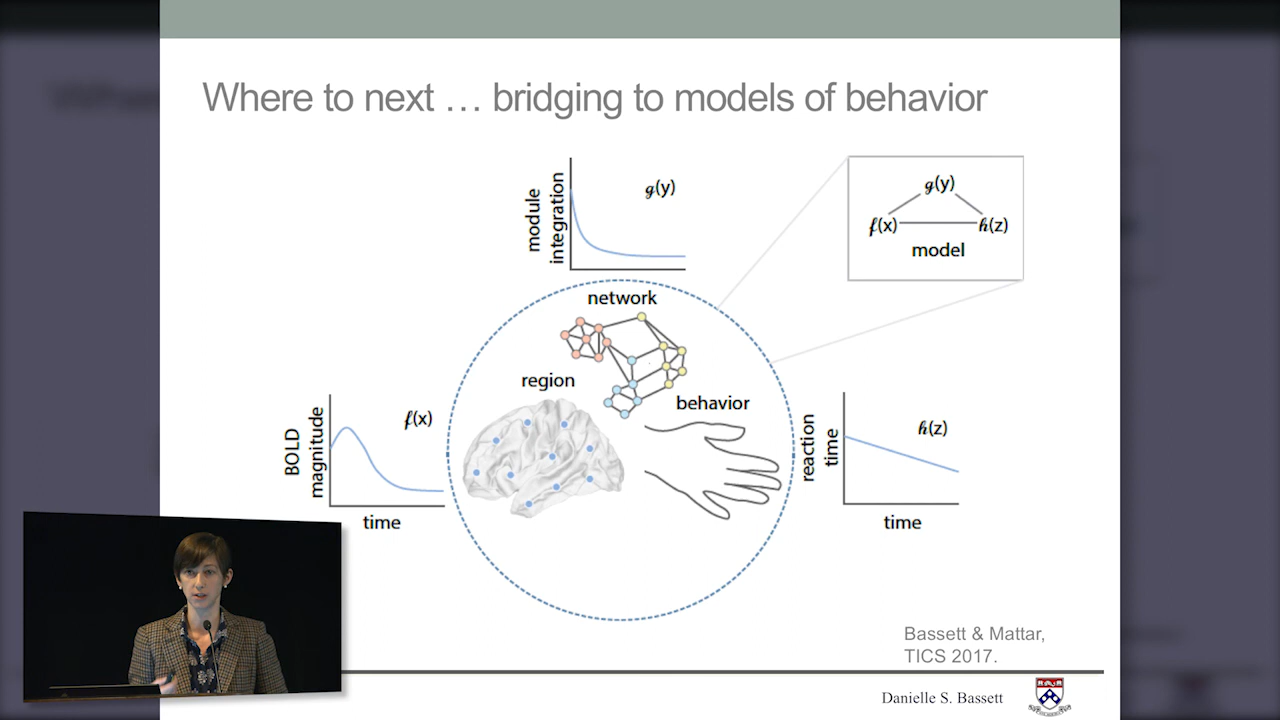 Where to next … bridging to models of behavior
module
integration
g(y)
g(y)
f(x)
h(z)
model
network
region
behavior
BOLD
magnitude
f(x)
time
reaction
time
h(z)
time
Bassett & Mattar,
TICS 2017.
Danielle S. Bassett